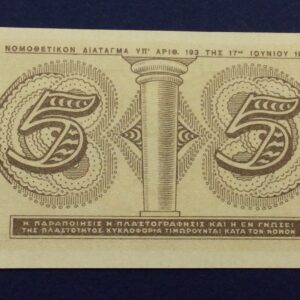 ΝΟΜΟΘΕΤΙΚΟΝ ΔΙΑΤΑΓΜΑ ΥΠ' ΑΡΙΘ. 193 ΤΗΣ 17ης ΙΟΥΝΙΟΥ
5 5
Η ΠΑΡΑΠΟΙΗΣΙΣ Η ΠΛΑΣΤΟΓΡΑΦΗΣΙΣ ΚΑΙ Η ΕΝ ΓΝΩΣΕΙ
ΤΗΣ ΠΛΑΣΤΟΤΗΤΟΣ ΚΥΚΛΟΦΟΡΙΑ ΤΙΜΩΡΟΥΝΤΑΙ ΚΑΤΑ ΤΟΝ ΝΟΜΟΝ